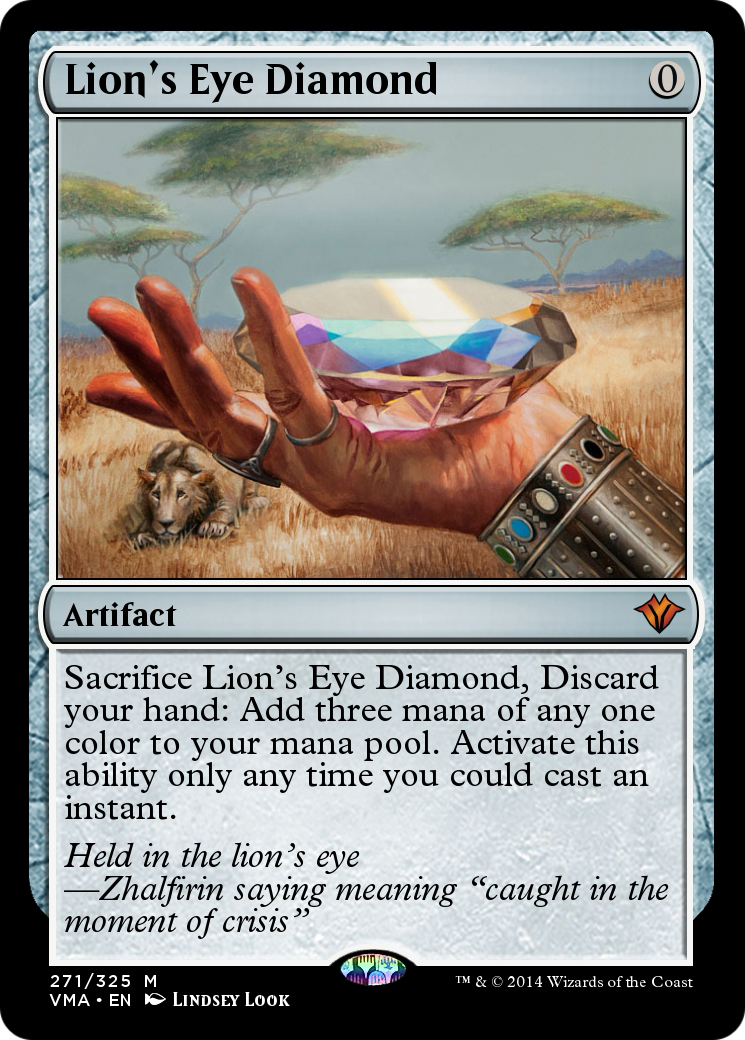 Lion's Eye Diamond 0
Artifact
Sacrifice Lion's Eye Diamond, Discard
your hand: Add three mana of any one
color to your mana pool. Activate this
ability only any time you could cast an
instant.
Held in the lion's eye
—Zhalfirin saying meaning “caught in the
moment of crisis”
271/325 M ™ & © 2014 Wizards of the Coast
VMA • EN Lindsey Look